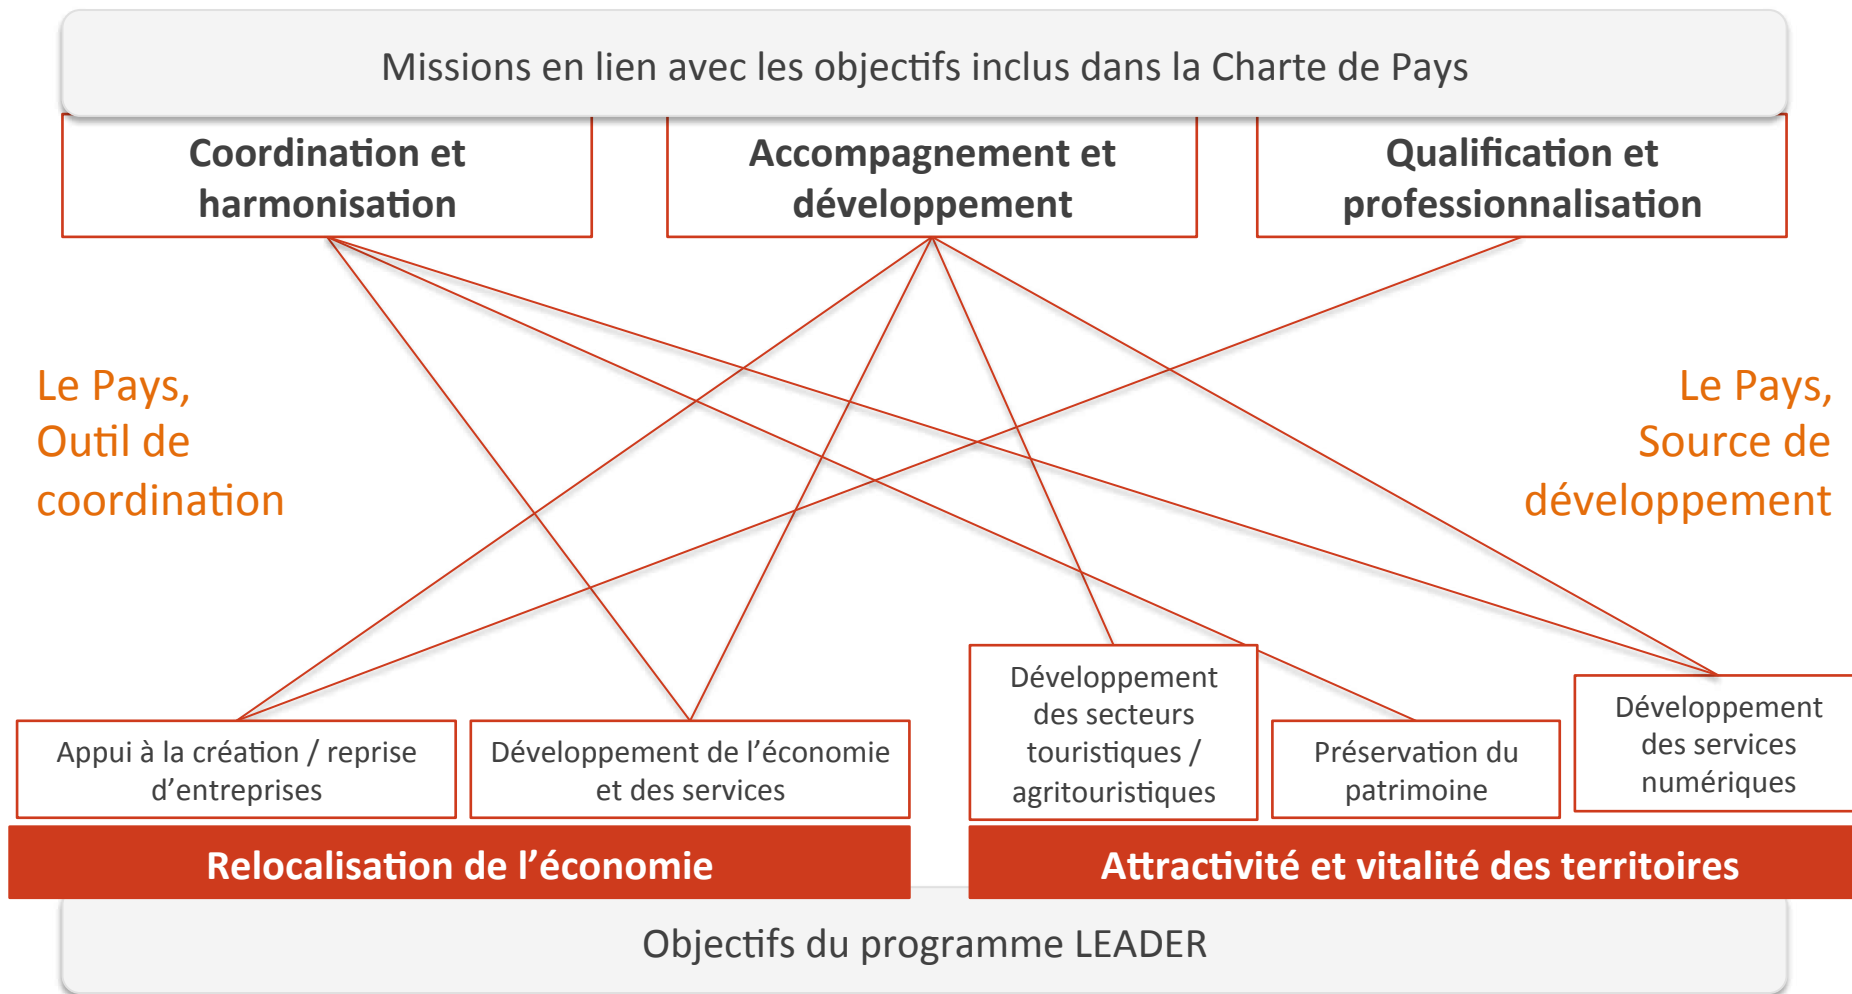 Missions en lien avec les objectifs inclus dans la Charte de Pays
Coordination et
harmonisation
Accompagnement et
développement
Qualification et
professionnalisation
Le Pays,
Outil de
coordination
Le Pays,
Source de
développement
Appui à la création / reprise
d’entreprises
Développement de l’économie
et des services
Développement
des secteurs
touristiques /
agritouristiques
Préservation du
patrimoine
Développement
des services
numériques
Relocalisation de l’économie
Attractivité et vitalité des territoires
Objectifs du programme LEADER